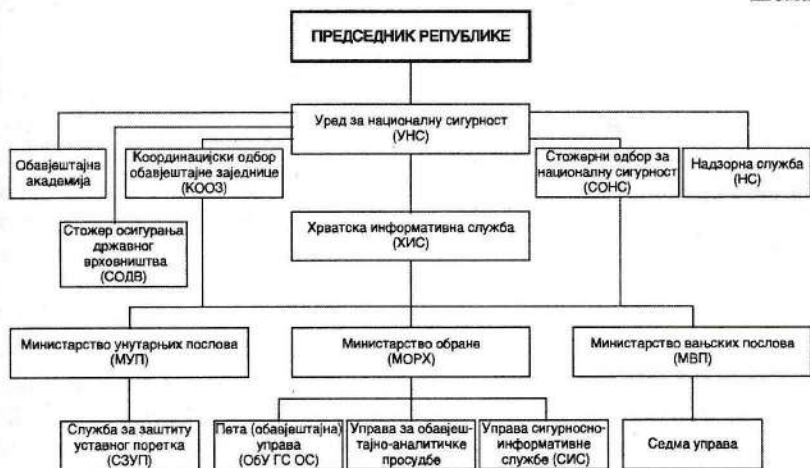 ПРЕДСЕДНИК РЕПУБЛИКЕ
Уред за националну сигурност
(УНС)
Обавјештајна
академија
Координацијски одбор
обавјештајне заједнице
(КООЗ)
Стожерни одбор за
националну сигурност
(СОНС)
Надзорна служба
(НС)
Стожер осигурања
државног
врховништва
(СОДВ)
Хрватска информативна служба
(ХИС)
Министарство унутарњих послова
(МУП)
Министарство обране
(МОРХ)
Министарство вањских послова
(МВП)
Служба за заштиту
уставног поретка
(СЗУП)
Пета (обавјештајна)
управа
(ОбУ ГС ОС)
Управа за обавјеш-
тајно-аналитичке
просудбе
Управа сигурносно-
информативне
службе (СИС)
Седма управа